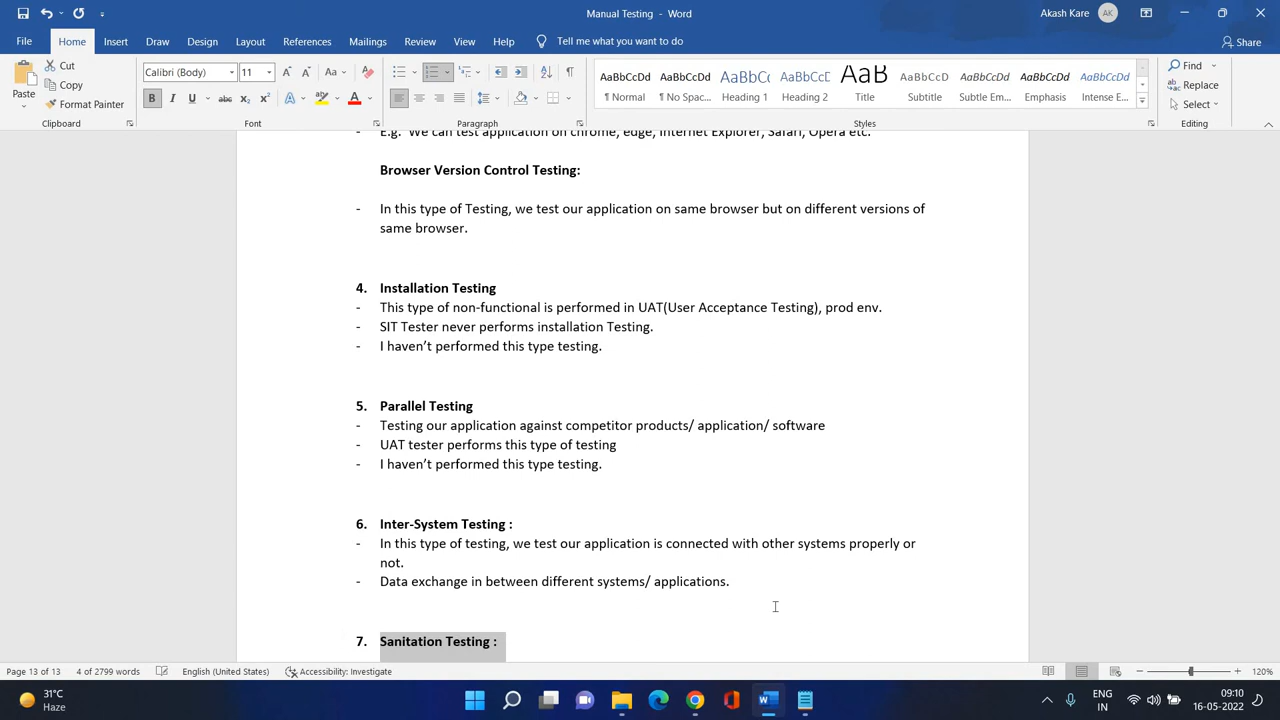 Manual Testing - Word
Akash Kare AK
File Home Insert Draw Design Layout References Mailings Review View Help Tell me what you want to do Share
Paste
Cut
Copy
Format Painter
Clipboard
Calibri (Body) 11
Font
Paragraph
AaBbCcDd AaBbCcDd AaBbCc AaBbCcD AaB AaBbCcDd AaBbCcDd AaBbCcDd AaBbCcDd
¶ Normal ¶ No Spac... Heading 1 Heading 2 Title Subtitle Subtle Em... Emphasis Intense E...
Styles
Find
Replace
Select
Editing
- E.g. We can test application on chrome, edge, Internet Explorer, Safari, Opera etc.
Browser Version Control Testing:
- In this type of Testing, we test our application on same browser but on different versions of
same browser.
4. Installation Testing
- This type of non-functional is performed in UAT(User Acceptance Testing), prod env.
- SIT Tester never performs installation Testing.
- I haven’t performed this type testing.
5. Parallel Testing
- Testing our application against competitor products/ application/ software
- UAT tester performs this type of testing
- I haven’t performed this type testing.
6. Inter-System Testing :
- In this type of testing, we test our application is connected with other systems properly or
not.
- Data exchange in between different systems/ applications.
7. Sanitation Testing :
Page 13 of 13 4 of 2799 words English (United States) Accessibility: Investigate 120%
31°C
Haze
ENG
IN
09:10
16-05-2022